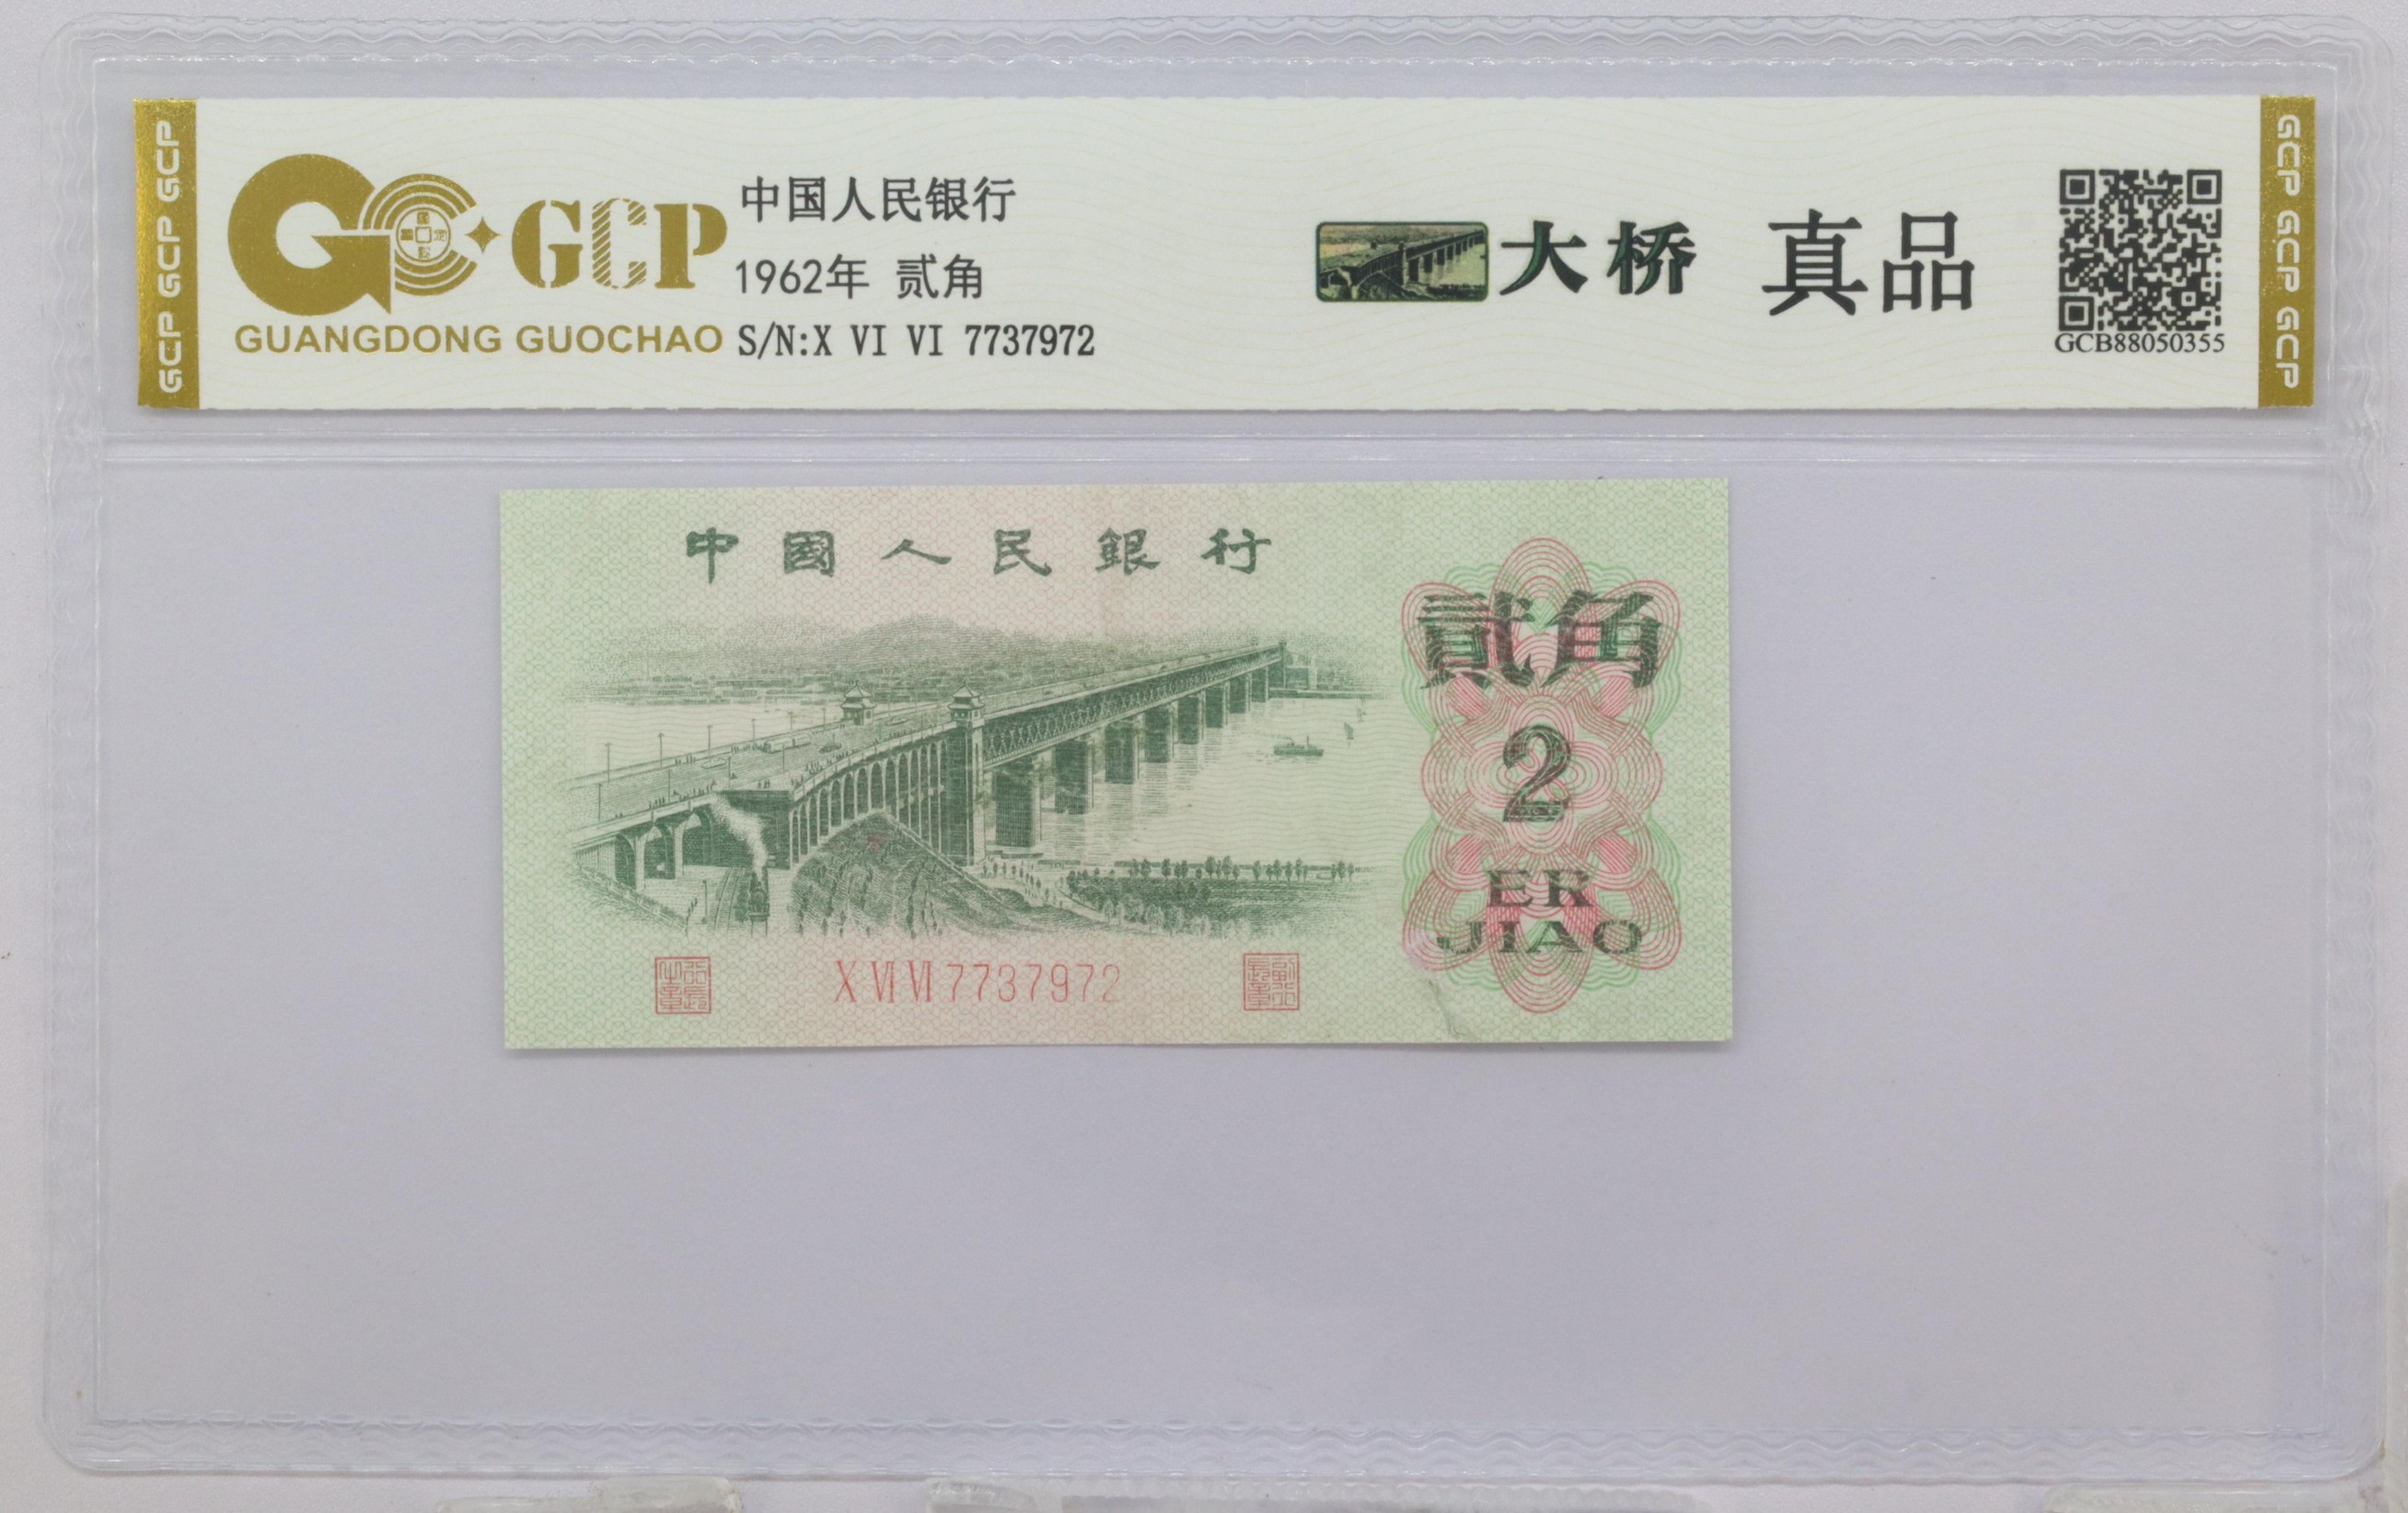 GCP GCP GCP
GCP
GUANGDONG GUOCHAO
中国人民银行
1962年 贰角
S/N:X VI VI 7737972
大桥
真品
GCB88050355
GCP GCP GCP
中國人民銀行
貳角
2
ER
JIAO
X VI VI 7737972